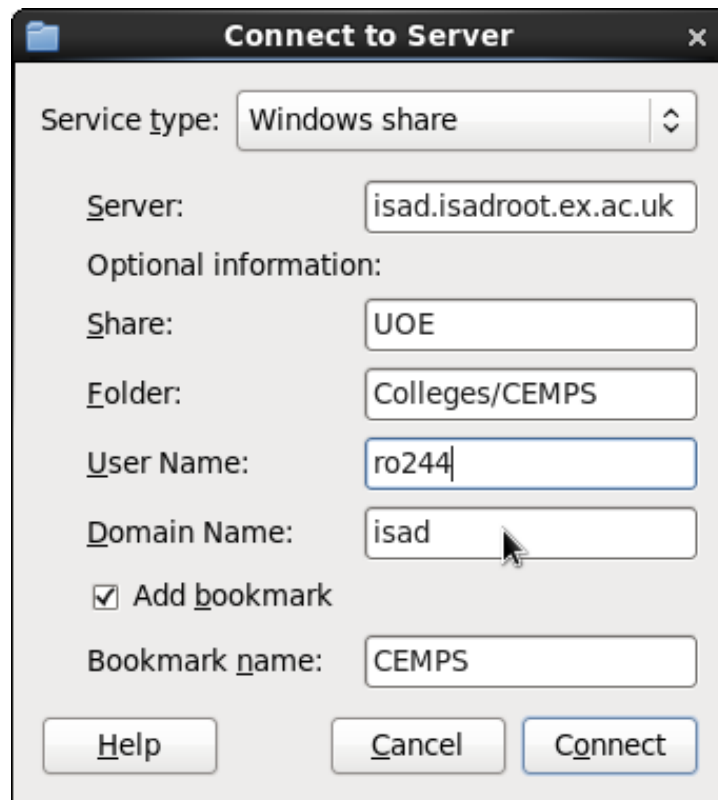 Connect to Server
Service type: Windows share
Server: isad.isadroot.ex.ac.uk
Optional information:
Share: UOE
Folder: Colleges/CEMPS
User Name: ro244
Domain Name: isad
Add bookmark
Bookmark name: CEMPS
Help Cancel Connect